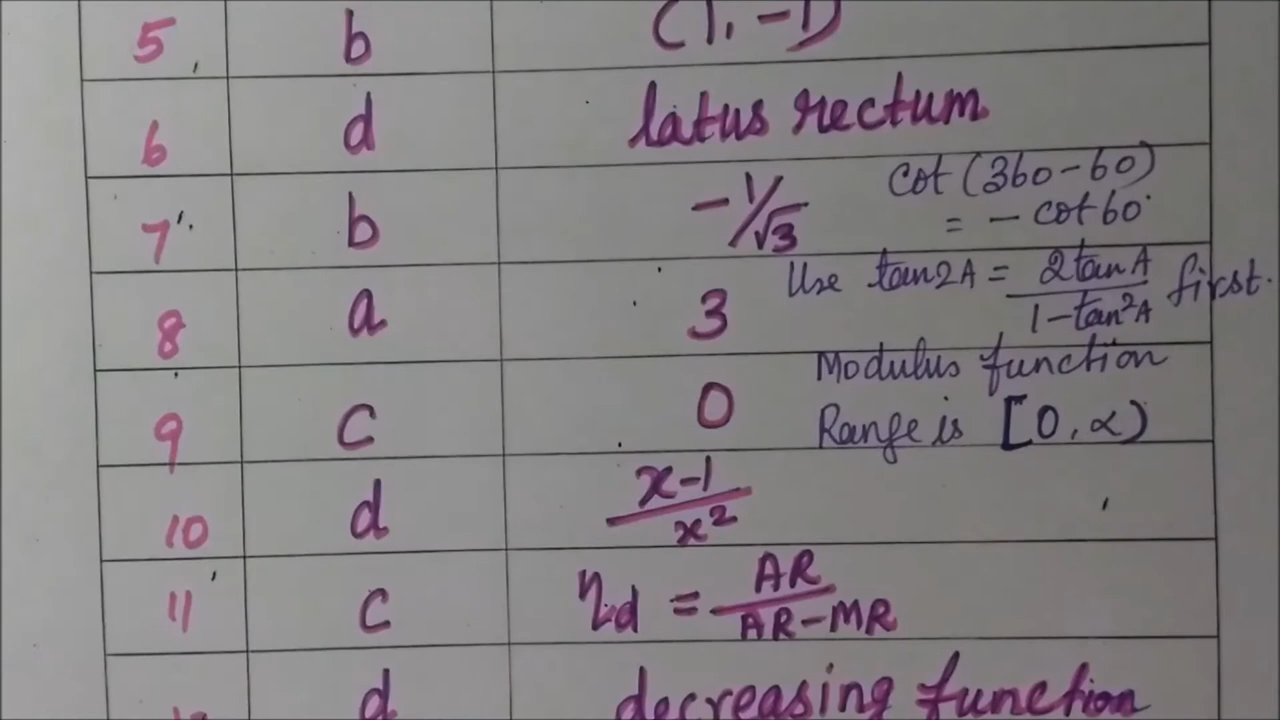 5 b (1, -1)
6 d latus rectum
7 b -1/√3 cot (360-60)
= - cot 60°
8 a 3 Use tan2A = 2tanA / 1-tan²A first.
9 c 0 Modulus function
Range is [0, ∝)
10 d x-1 / x²
11 c ηd = AR / AR-MR
d decreasing function